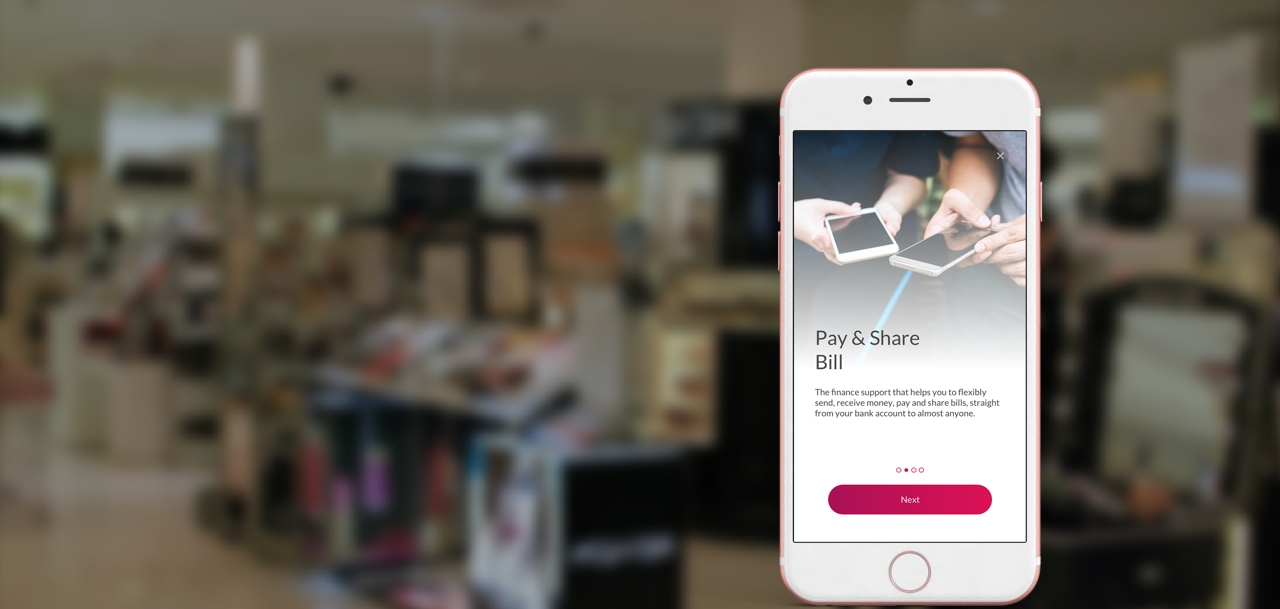 Pay & Share
Bill
The finance support that helps you to flexibly
send, receive money, pay and share bills, straight
from your bank account to almost anyone.
Next